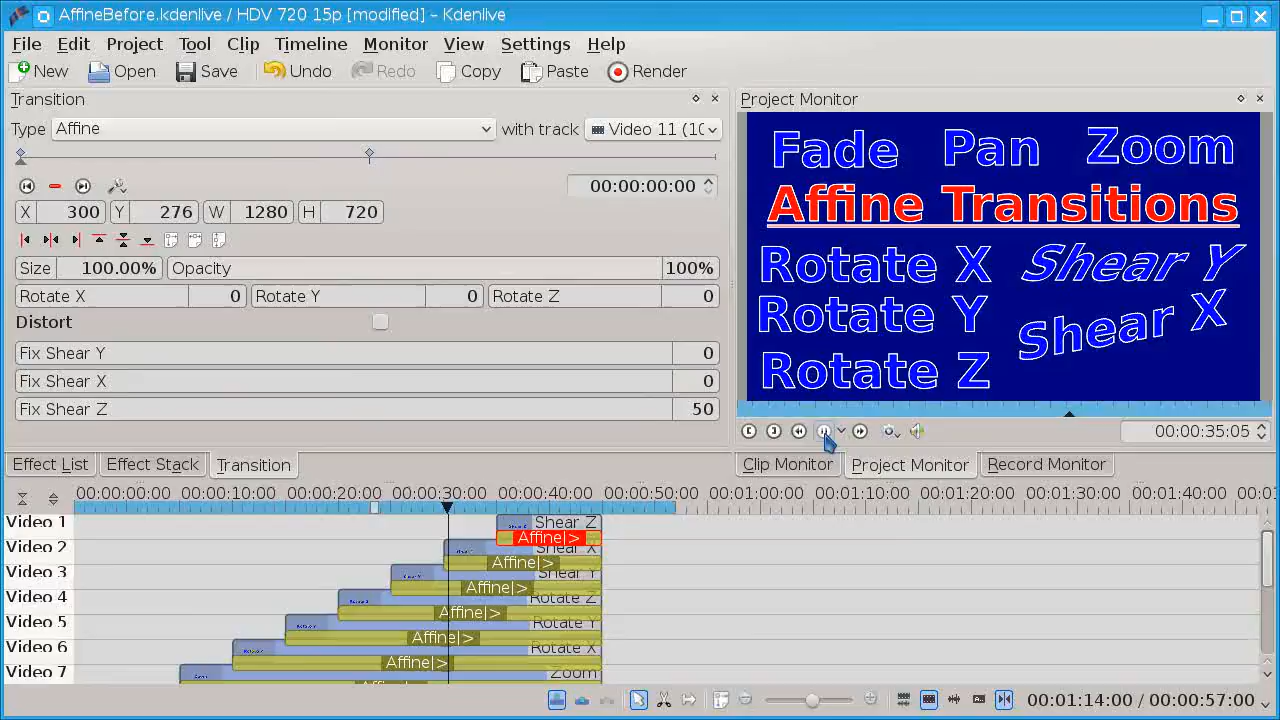 AffineBefore.kdenlive / HDV 720 15p [modified] – Kdenlive
File Edit Project Tool Clip Timeline Monitor View Settings Help
New Open Save Undo Redo Copy Paste Render
Transition
Project Monitor
Type Affine with track Video 11 (10
00:00:00:00
X 300 Y 276 W 1280 H 720
Size 100.00% Opacity 100%
Rotate X 0 Rotate Y 0 Rotate Z 0
Distort
Fix Shear Y 0
Fix Shear X 0
Fix Shear Z 50
Fade Pan Zoom
Affine Transitions
Rotate X Shear Y
Rotate Y Shear X
Rotate Z
00:00:35:05
Effect List Effect Stack Transition
Clip Monitor Project Monitor Record Monitor
00:00:00:00 00:00:10:00 00:00:20:00 00:00:30:00 00:00:40:00 00:00:50:00 00:01:00:00 00:01:10:00 00:01:20:00 00:01:30:00 00:01:40:00
Video 1 Shear Z
Affine|>
Video 2 Shear X
Affine|>
Video 3 Shear Y
Affine|>
Video 4 Rotate Z
Affine|>
Video 5 Rotate Y
Affine|>
Video 6 Rotate X
Affine|>
Video 7 Zoom
00:01:14:00 / 00:00:57:00